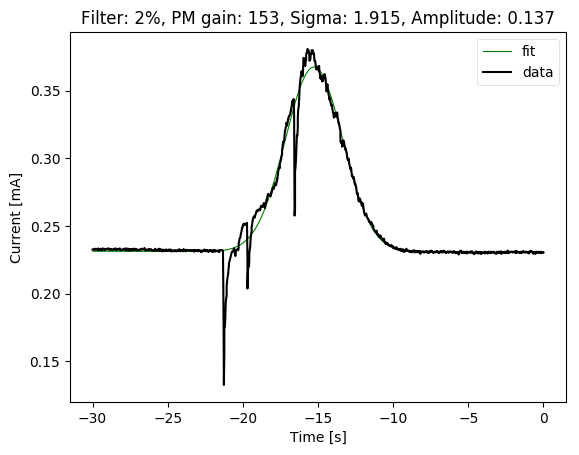 Filter: 2%, PM gain: 153, Sigma: 1.915, Amplitude: 0.137
fit
data
Current [mA]
0.35
0.30
0.25
0.20
0.15
−30
−25
−20
−15
−10
−5
0
Time [s]